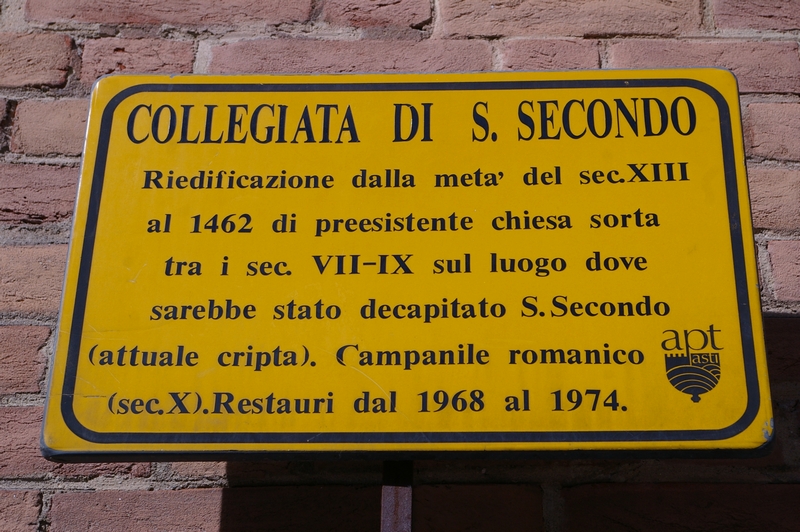 COLLEGIATA DI S. SECONDO
Riedificazione dalla meta' del sec.XIII
al 1462 di preesistente chiesa sorta
tra i sec. VII-IX sul luogo dove
sarebbe stato decapitato S.Secondo
(attuale cripta). Campanile romanico
(sec.X).Restauri dal 1968 al 1974.
apt
asti